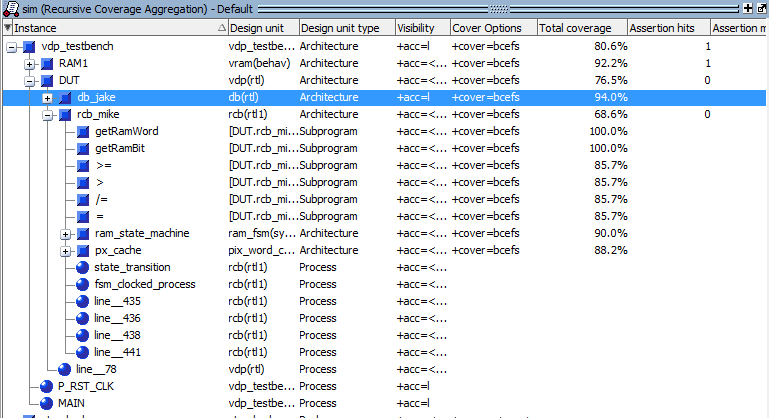 sim (Recursive Coverage Aggregation) - Default
Instance Design unit Design unit type Visibility Cover Options Total coverage Assertion hits Assertion m
vdp_testbench vdp_testbe... Architecture +acc=l +cover=bcefs 80.6% 1
RAM1 vram(behav) Architecture +acc=<... +cover=bcefs 92.2% 1
DUT vdp(rtl) Architecture +acc=<... +cover=bcefs 76.5% 0
db_jake db(rtl) Architecture +acc=l +cover=bcefs 94.0%
rcb_mike rcb(rtl1) Architecture +acc=<... +cover=bcefs 68.6% 0
getRamWord [DUT.rcb_mi... Subprogram +acc=<... +cover=bcefs 100.0%
getRamBit [DUT.rcb_mi... Subprogram +acc=<... +cover=bcefs 100.0%
>= [DUT.rcb_mi... Subprogram +acc=<... +cover=bcefs 85.7%
> [DUT.rcb_mi... Subprogram +acc=<... +cover=bcefs 85.7%
/= [DUT.rcb_mi... Subprogram +acc=<... +cover=bcefs 85.7%
= [DUT.rcb_mi... Subprogram +acc=<... +cover=bcefs 85.7%
ram_state_machine ram_fsm(sy... Architecture +acc=<... +cover=bcefs 90.0%
px_cache pix_word_c... Architecture +acc=<... +cover=bcefs 88.2%
state_transition rcb(rtl1) Process +acc=<...
fsm_clocked_process rcb(rtl1) Process +acc=<...
line__435 rcb(rtl1) Process +acc=<...
line__436 rcb(rtl1) Process +acc=<...
line__438 rcb(rtl1) Process +acc=<...
line__441 rcb(rtl1) Process +acc=<...
line__78 vdp(rtl) Process +acc=<...
P_RST_CLK vdp_testbe... Process +acc=l
MAIN vdp_testbe... Process +acc=l